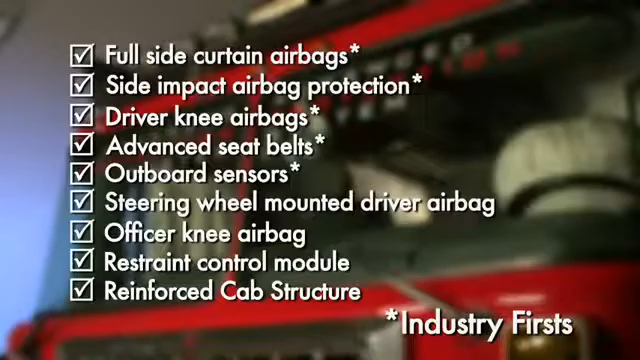 ☑ Full side curtain airbags*
☑ Side impact airbag protection*
☑ Driver knee airbags*
☑ Advanced seat belts*
☑ Outboard sensors*
☑ Steering wheel mounted driver airbag
☑ Officer knee airbag
☑ Restraint control module
☑ Reinforced Cab Structure
*Industry Firsts